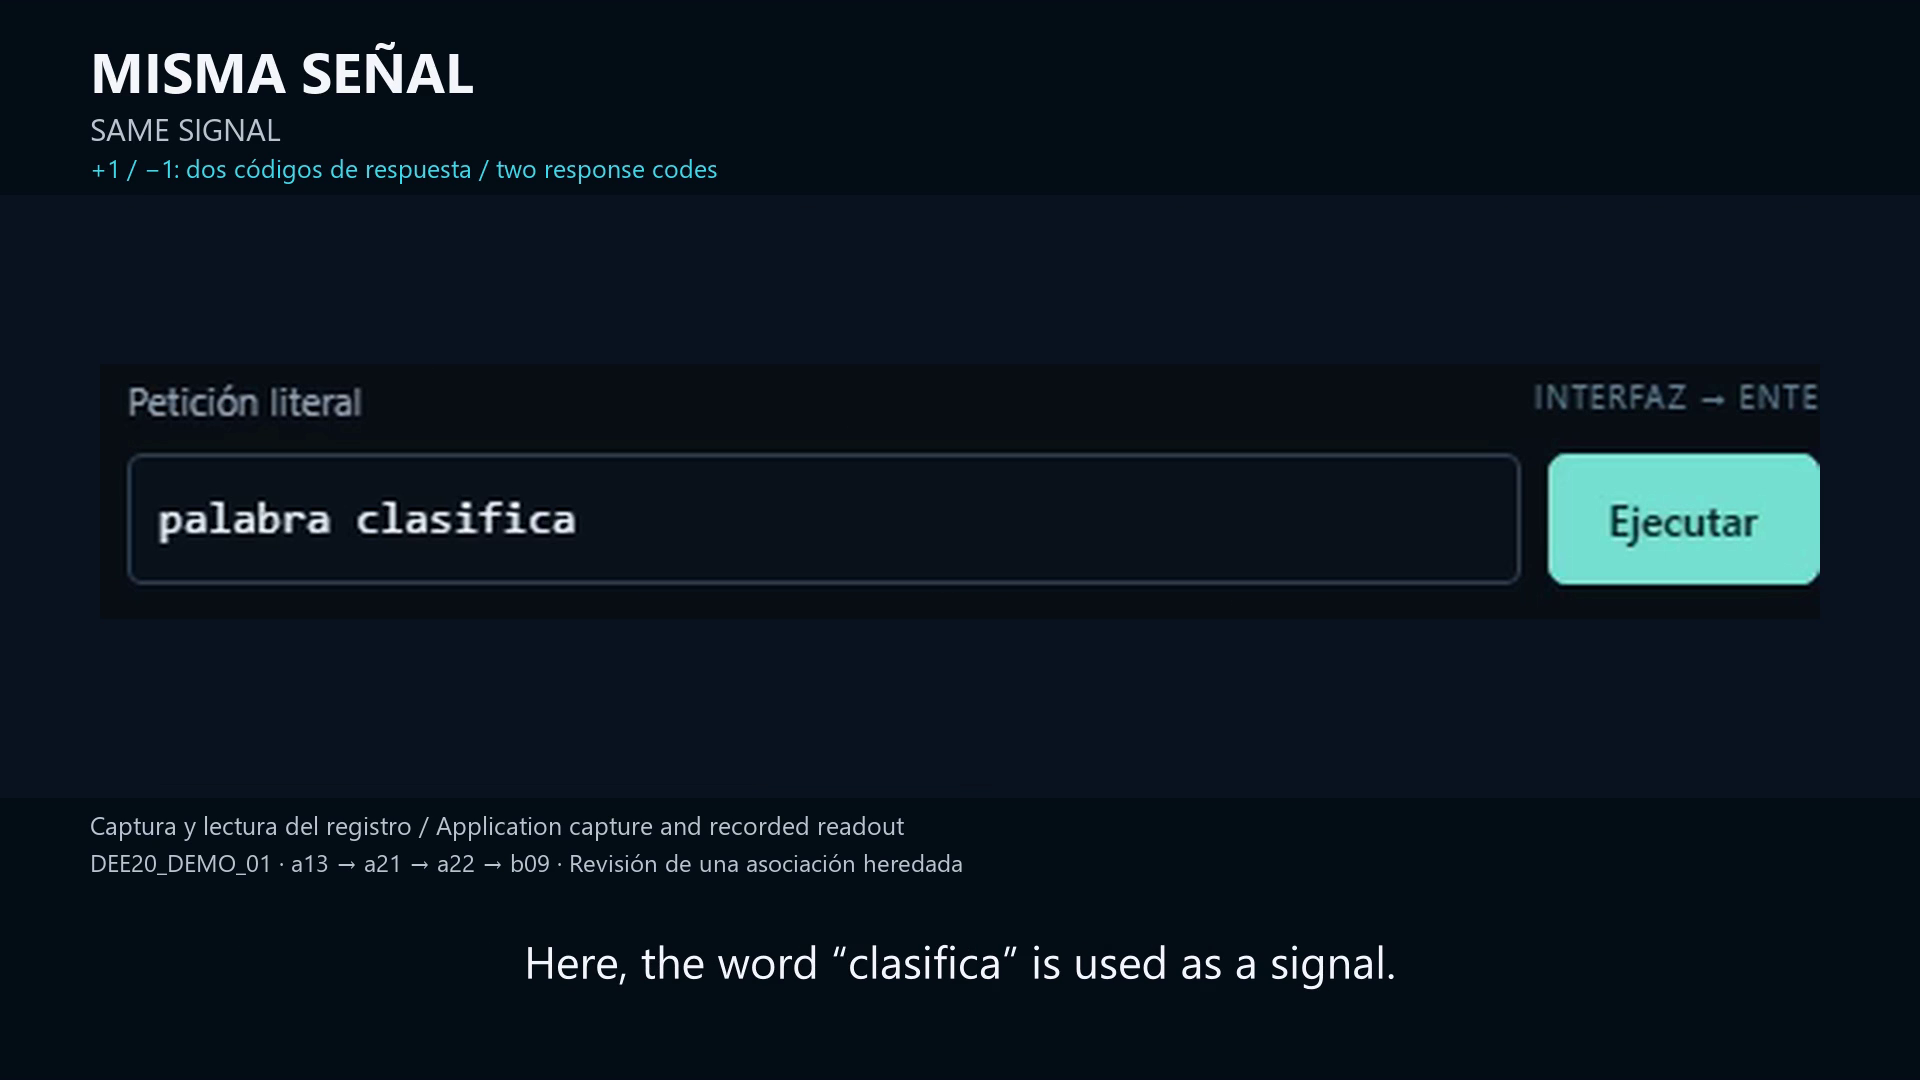 MISMA SEÑAL
SAME SIGNAL
+1 / −1: dos códigos de respuesta / two response codes
Petición literal
INTERFAZ → ENTE
palabra clasifica
Ejecutar
Captura y lectura del registro / Application capture and recorded readout
DEE20_DEMO_01 · a13 → a21 → a22 → b09 · Revisión de una asociación heredada
Here, the word “clasifica” is used as a signal.